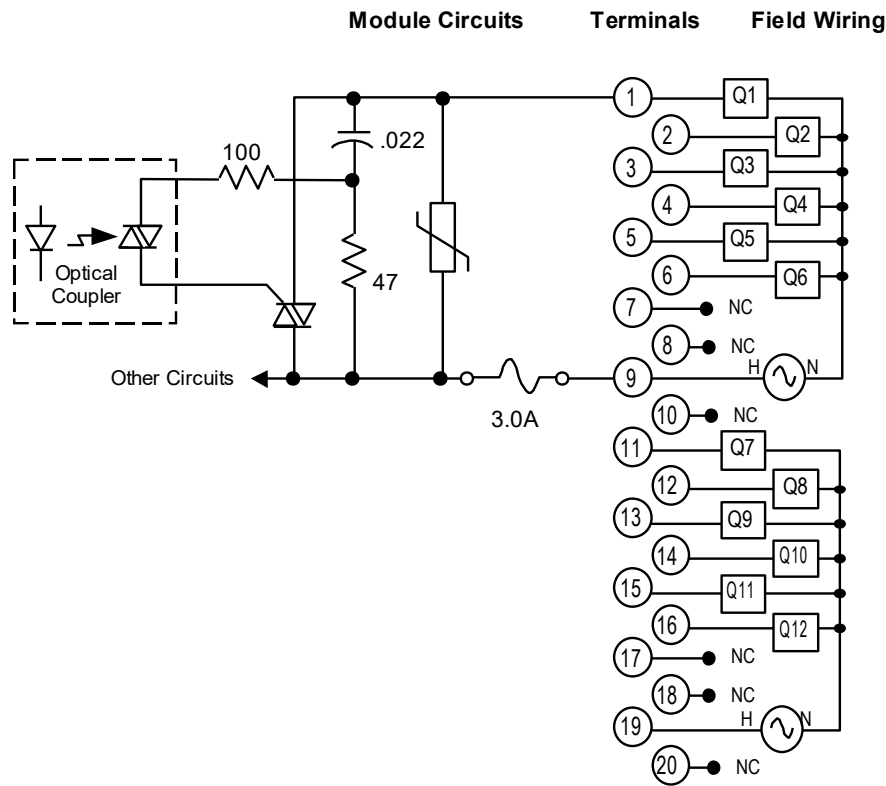 Module Circuits Terminals Field Wiring
1 Q1
2 Q2
100 .022
3 Q3
4 Q4
5 Q5
Optical
Coupler
47
6 Q6
7 NC
8 NC
Other Circuits
3.0A
9 H N
10 NC
11 Q7
12 Q8
13 Q9
14 Q10
15 Q11
16 Q12
17 NC
18 NC
19 H N
20 NC